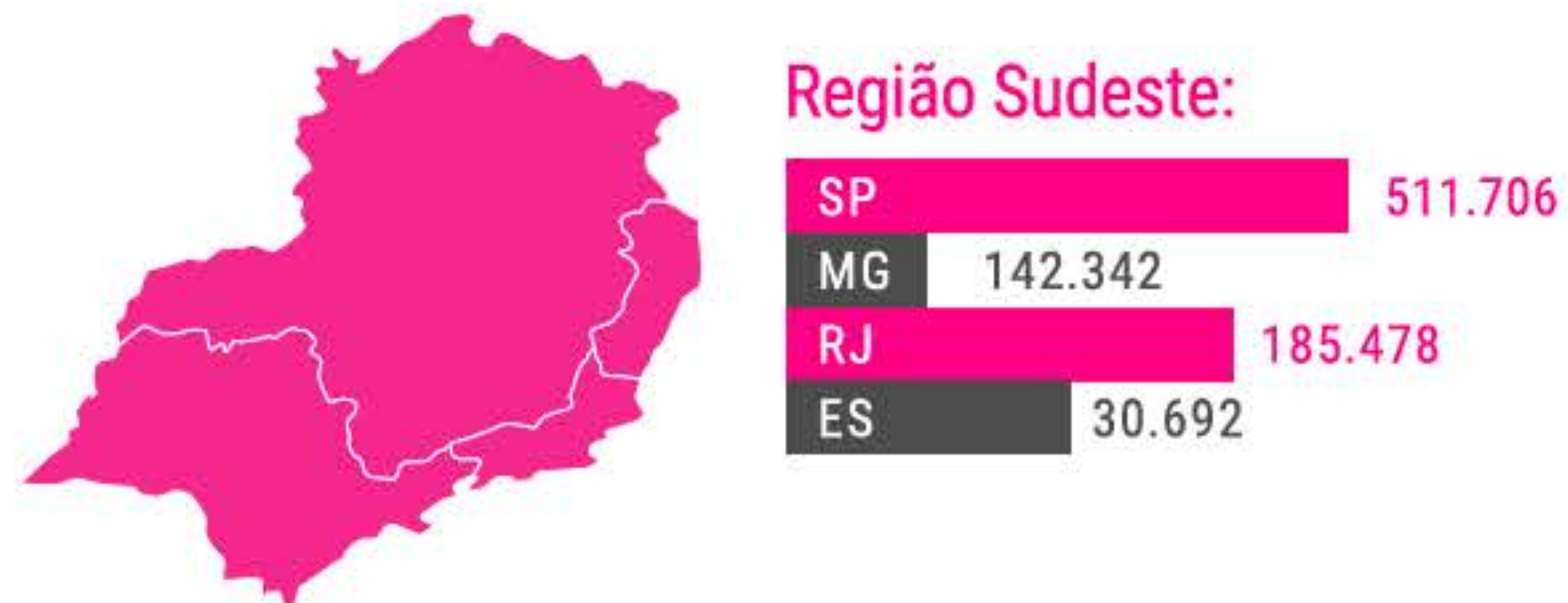 Região Sudeste:
SP 511.706
MG 142.342
RJ 185.478
ES 30.692